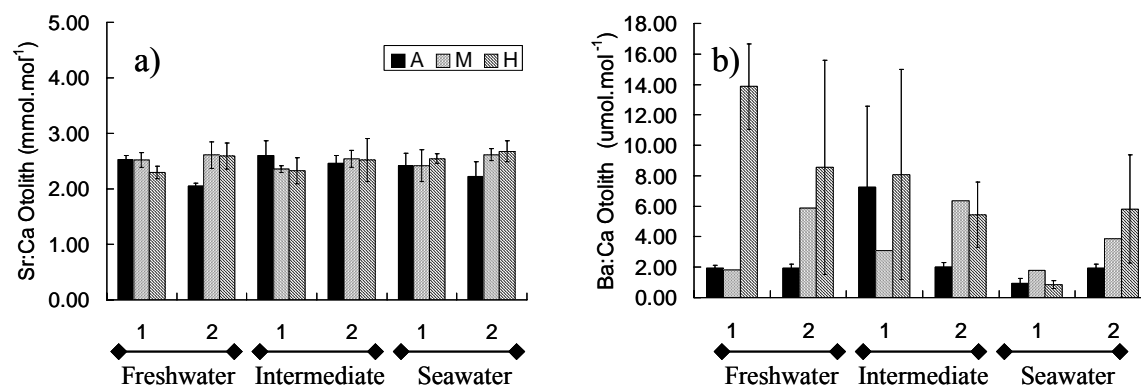 Sr:Ca Otolith (mmol.mol¹)
5.00
4.00
3.00
2.00
1.00
0.00
a)
A M H
1 2 1 2 1 2
Freshwater Intermediate Seawater
Ba:Ca Otolith (umol.mol⁻¹)
18.00
16.00
14.00
12.00
10.00
8.00
6.00
4.00
2.00
0.00
b)
1 2 1 2 1 2
Freshwater Intermediate Seawater